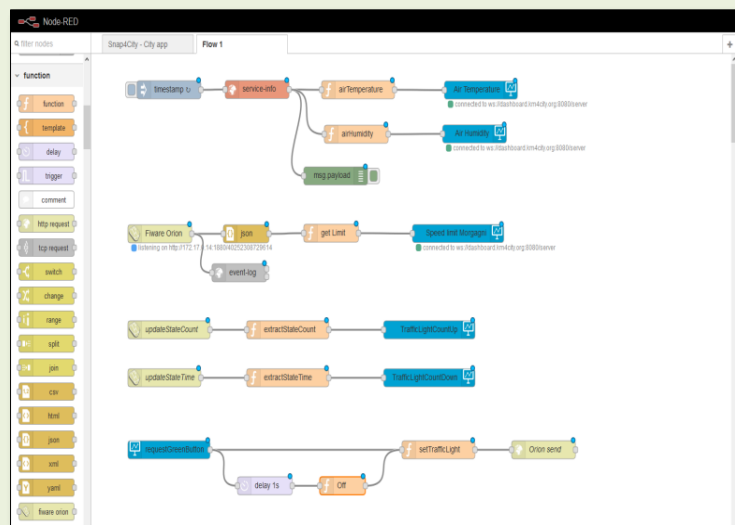 Node-RED
filter nodes
Snap4City - City app
Flow 1
+
function
function
template
delay
trigger
comment
http request
tcp request
switch
change
range
split
join
csv
html
json
xml
yaml
fiware orion
timestamp ↻
service-info
airTemperature
Air Temperature
connected to ws://dashboard.km4city.org:8080/server
airHumidity
Air Humidity
connected to ws://dashboard.km4city.org:8080/server
msg.payload
Fiware Orion
json
get Limit
Speed limit Morgagni
connected to ws://dashboard.km4city.org:8080/server
event-log
updateStateCount
extractStateCount
TrafficLightCountUp
updateStateTime
extractStateTime
TrafficLightCountDown
requestGreenButton
setTrafficLight
Orion send
delay 1s
Off